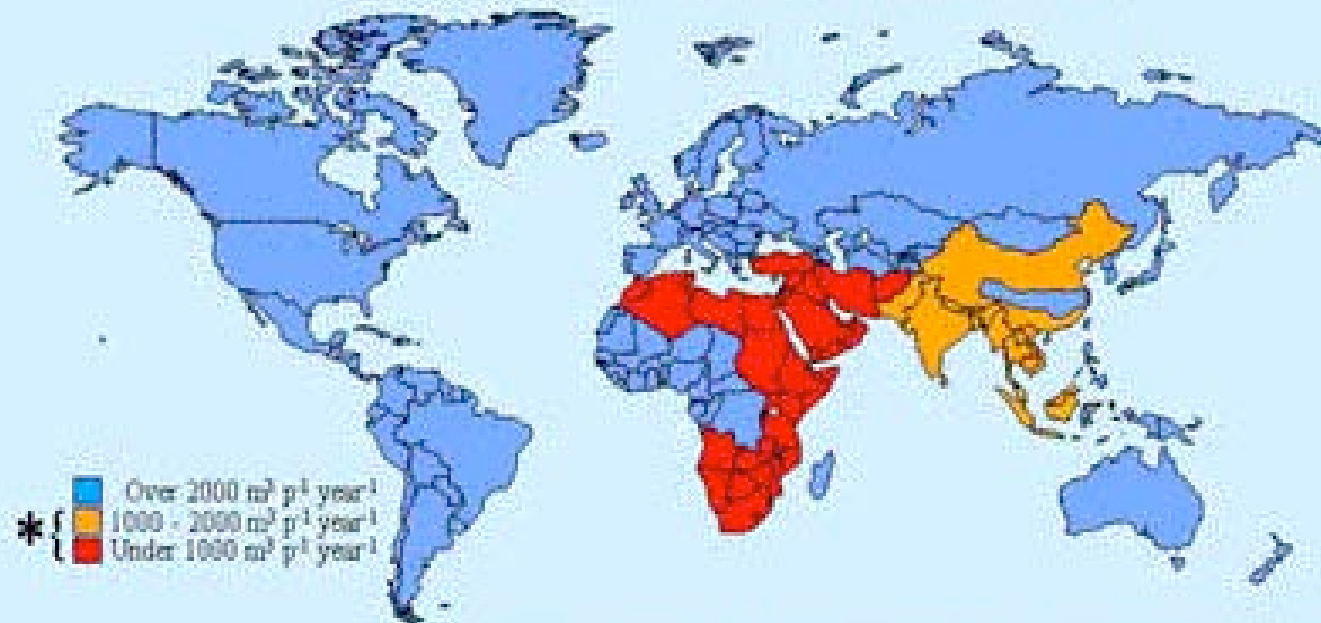 Over 2000 m³ p⁻¹ year⁻¹
* { 1000 - 2000 m³ p⁻¹ year⁻¹
Under 1000 m³ p⁻¹ year⁻¹